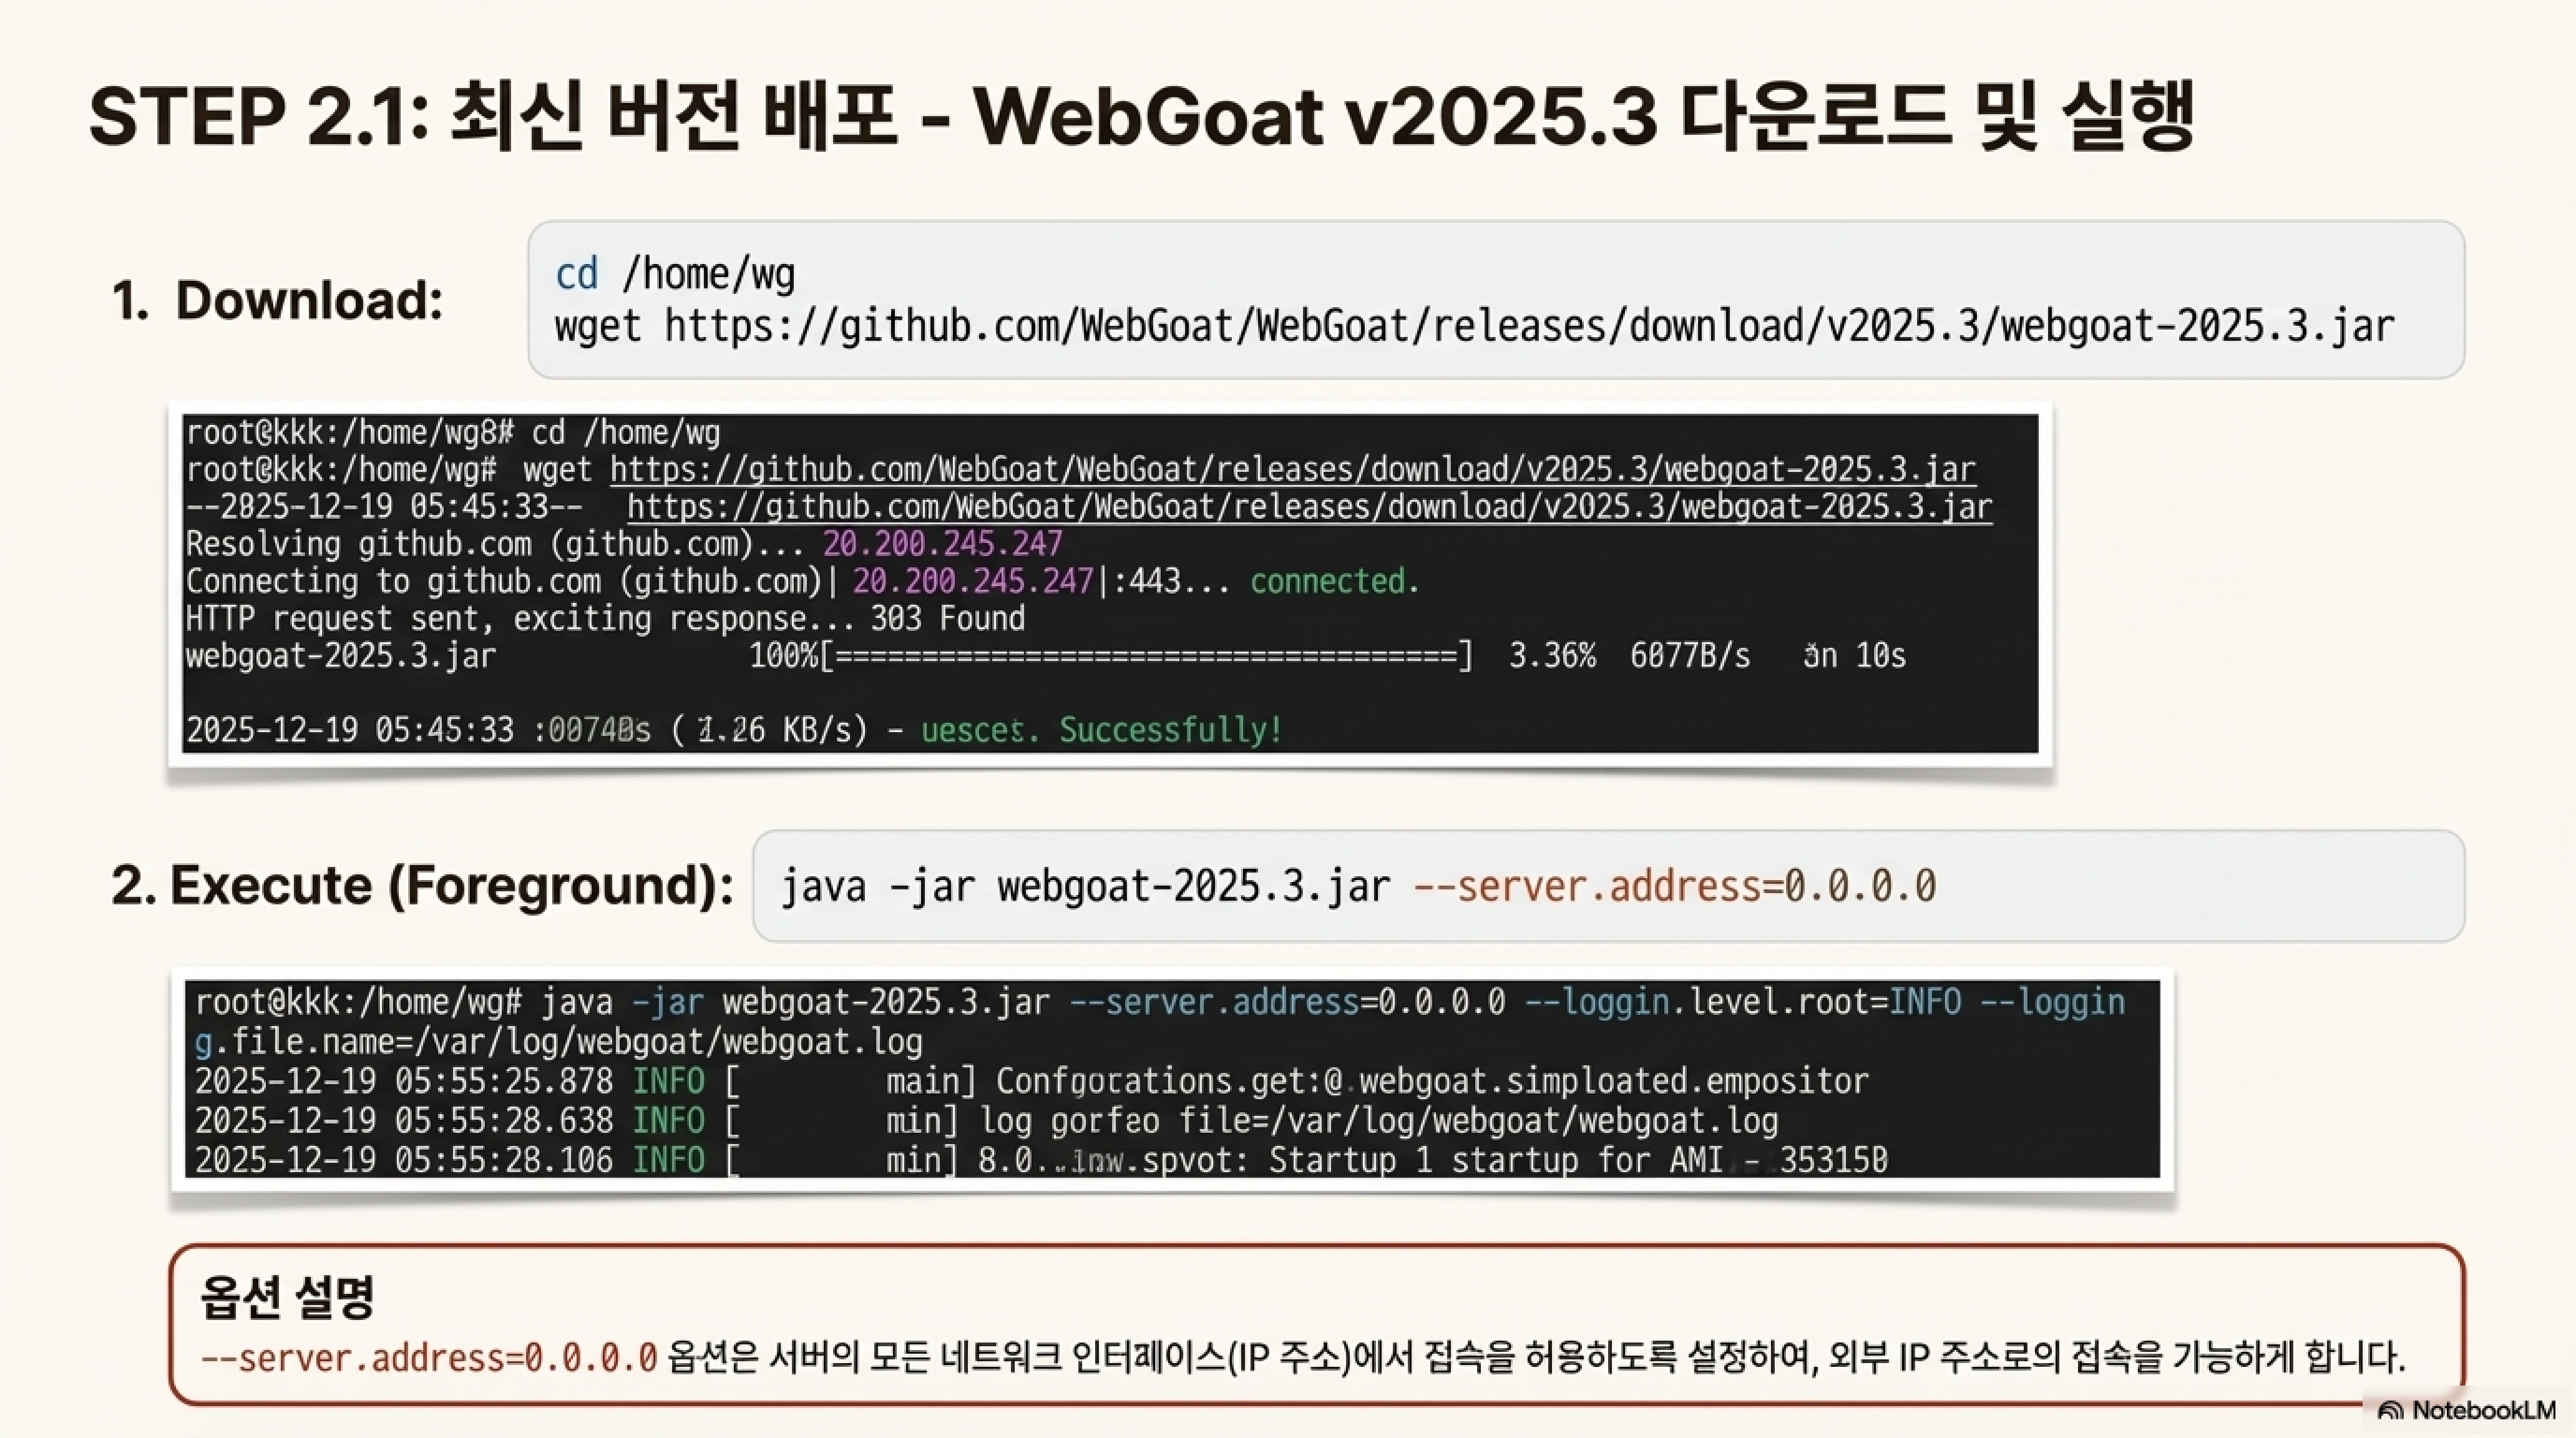 STEP 2.1: 최신 버전 배포 - WebGoat v2025.3 다운로드 및 실행
1. Download:
cd /home/wg
wget https://github.com/WebGoat/WebGoat/releases/download/v2025.3/webgoat-2025.3.jar
root@kkk:/home/wg8# cd /home/wg
root@kkk:/home/wg# wget https://github.com/WebGoat/WebGoat/releases/download/v2025.3/webgoat-2025.3.jar
--2825-12-19 05:45:33-- https://github.com/WebGoat/WebGoat/releases/download/v2025.3/webgoat-2025.3.jar
Resolving github.com (github.com)... 20.200.245.247
Connecting to github.com (github.com)| 20.200.245.247|:443... connected.
HTTP request sent, exciting response... 303 Found
webgoat-2025.3.jar 100%[====================================] 3.36% 6077B/s 10s
2025-12-19 05:45:33 ( 1.26 KB/s) – uescet. Successfully!
2. Execute (Foreground):
java -jar webgoat-2025.3.jar --server.address=0.0.0.0
root@kkk:/home/wg# java -jar webgoat-2025.3.jar --server.address=0.0.0.0 --loggin.level.root=INFO --loggin
g.file.name=/var/log/webgoat/webgoat.log
2025-12-19 05:55:25.878 INFO [ main] webgoat.simploated.empositor
2025-12-19 05:55:28.638 INFO [ min] log file=/var/log/webgoat/webgoat.log
2025-12-19 05:55:28.106 INFO [ min] Startup 1 startup for AMI –
옵션 설명
--server.address=0.0.0.0 옵션은 서버의 모든 네트워크 인터페이스(IP 주소)에서 접속을 허용하도록 설정하여, 외부 IP 주소로의 접속을 가능하게 합니다.
NotebookLM